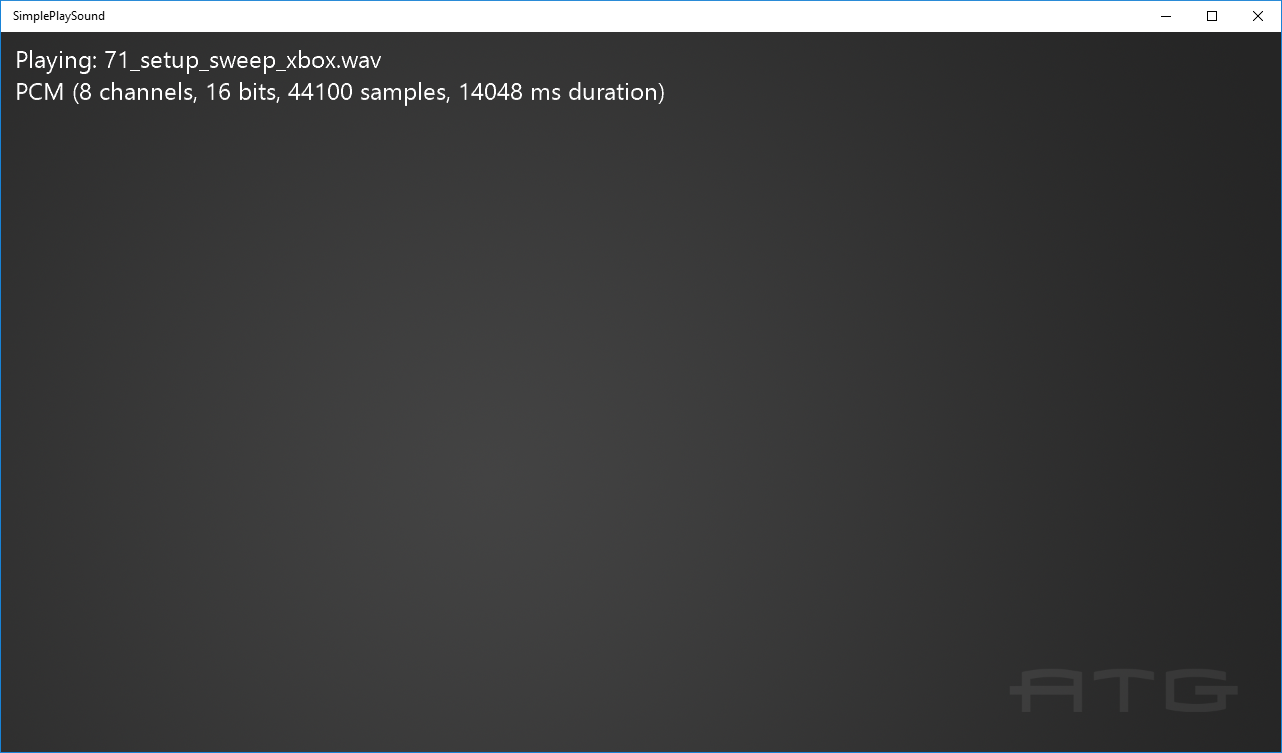 SimplePlaySound
Playing: 71_setup_sweep_xbox.wav
PCM (8 channels, 16 bits, 44100 samples, 14048 ms duration)
ATG